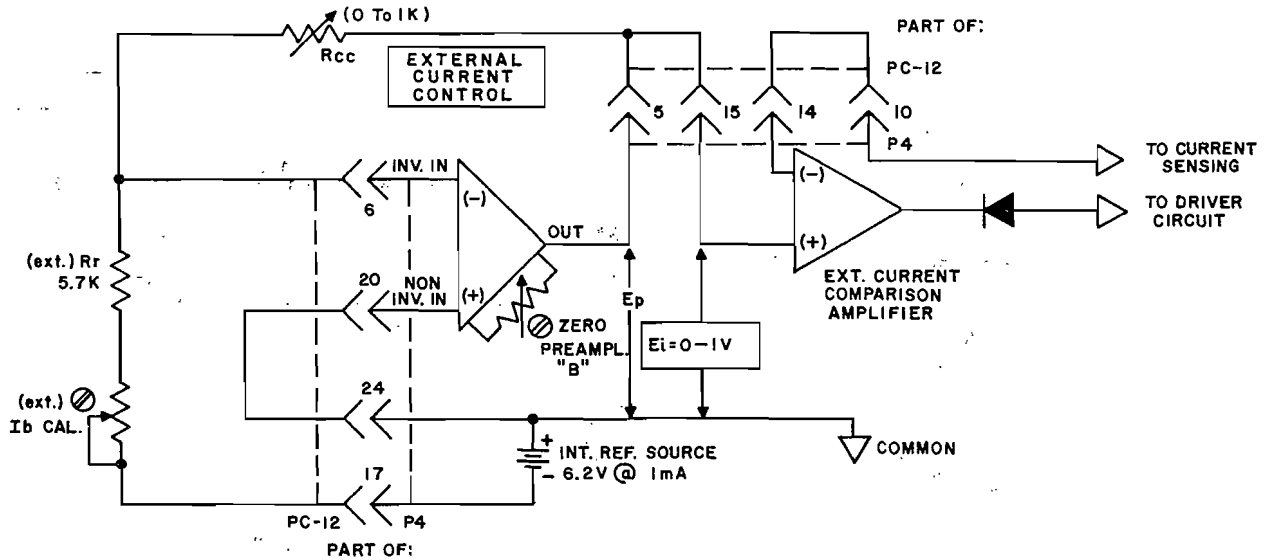 (0 To 1K)
Rcc
PART OF:
EXTERNAL
CURRENT
CONTROL
PC-12
5
15
14
10
P4
TO CURRENT
SENSING
INV. IN
(-)
6
(-)
TO DRIVER
CIRCUIT
OUT
(+)
(ext.) Rr
5.7K
20
NON
INV. IN
(+)
Ep
EXT. CURRENT
COMPARISON
AMPLIFIER
ZERO
PREAMPL.
"B"
Ei=0-1V
24
(ext.)
Ib CAL.
+
INT. REF. SOURCE
- 6.2V @ 1mA
COMMON
17
PC-12
P4
PART OF: